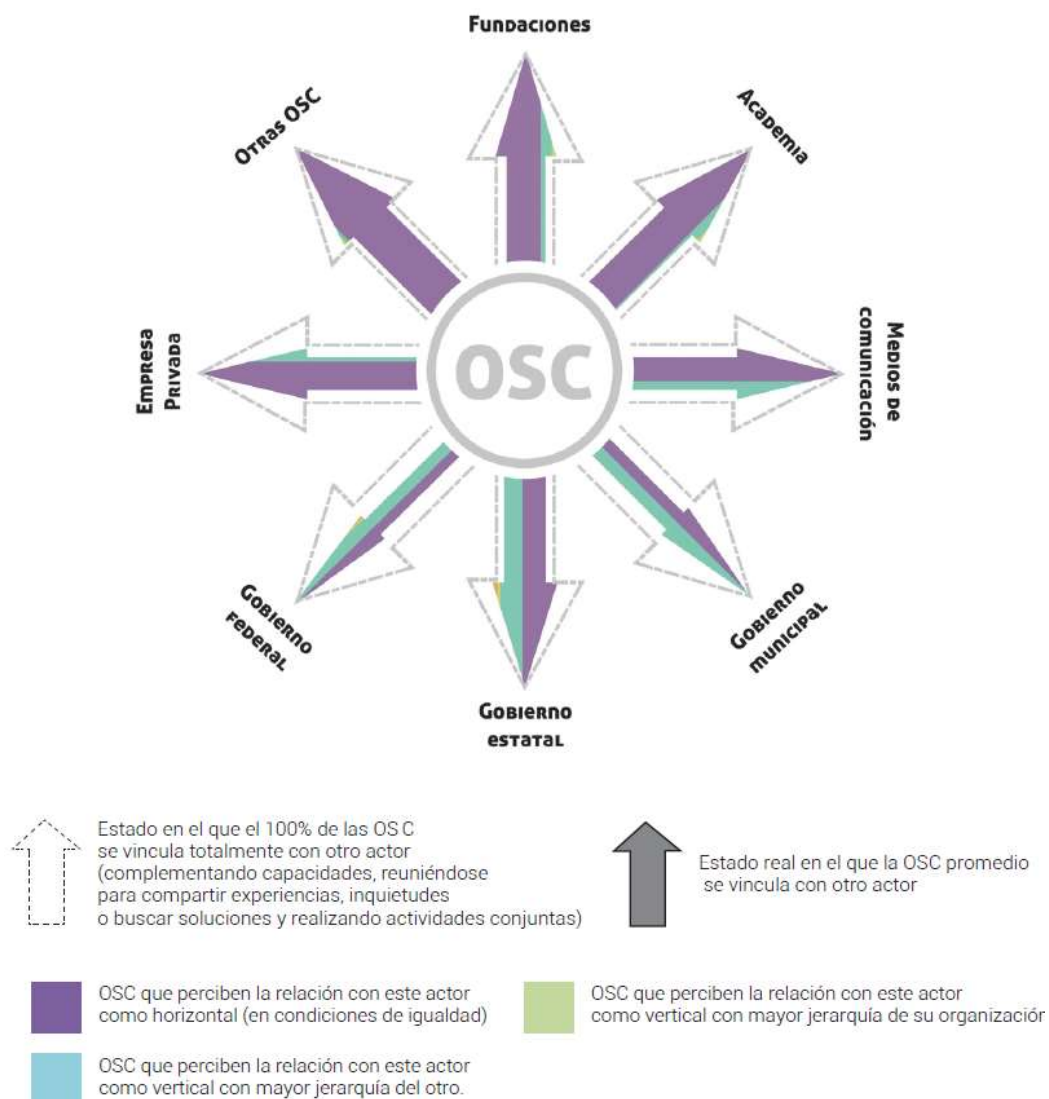 Fundaciones
Otras OSC
Academia
Empresa
Privada
OSC
Medios de
comunicación
Gobierno
federal
Gobierno
municipal
Gobierno
estatal
Estado en el que el 100% de las OSC
se vincula totalmente con otro actor
(complementando capacidades, reuniéndose
para compartir experiencias, inquietudes
o buscar soluciones y realizando actividades conjuntas)
Estado real en el que la OSC promedio
se vincula con otro actor
OSC que perciben la relación con este actor
como horizontal (en condiciones de igualdad)
OSC que perciben la relación con este actor
como vertical con mayor jerarquía de su organización
OSC que perciben la relación con este actor
como vertical con mayor jerarquía del otro.